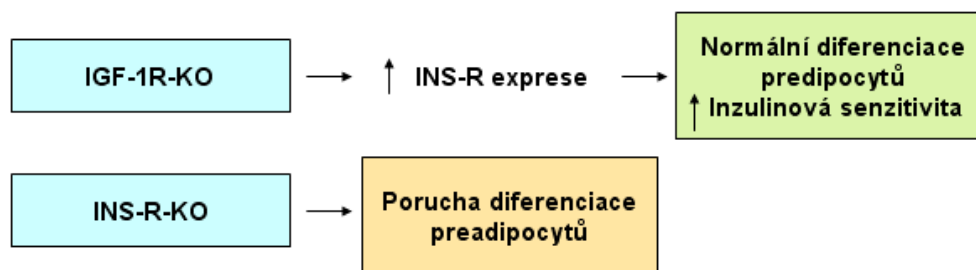 IGF-1R-KO
↑ INS-R exprese
Normální diferenciace
predipocytů
↑ Inzulinová senzitivita
INS-R-KO
Porucha diferenciace
preadipocytů